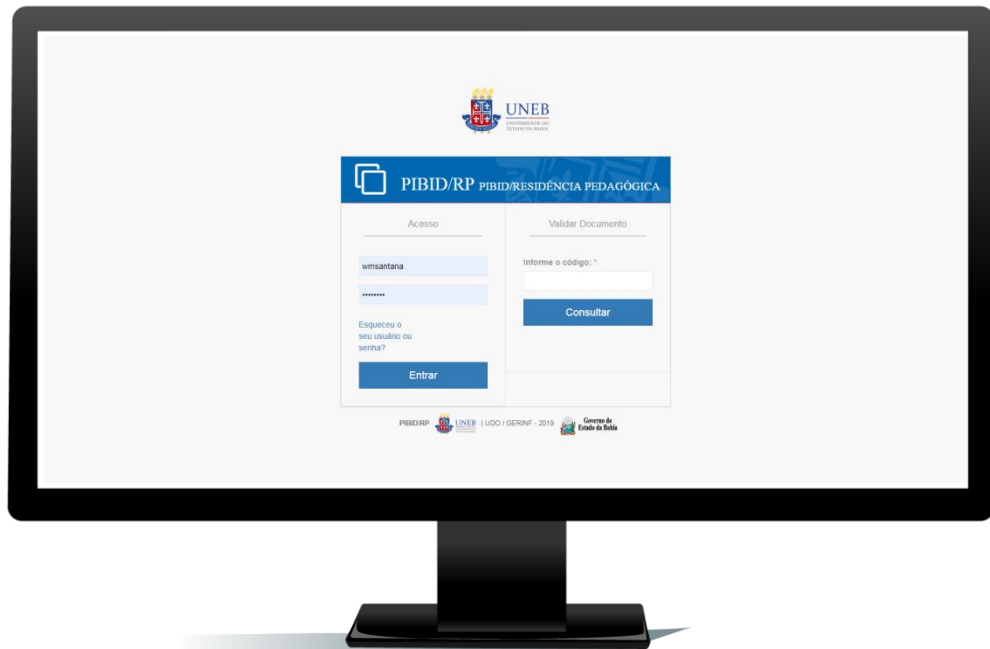 UNEB
UNIVERSIDADE DO
ESTADO DA BAHIA
PIBID/RP PIBID/RESIDÊNCIA PEDAGÓGICA
Acesso
wmsantana
••••••••
Esqueceu o
seu usuário ou
senha?
Entrar
Validar Documento
Informe o código: *
Consultar
PIBID/RP UNEB | UDO / GERINF - 2019 Governo do
Estado da Bahia